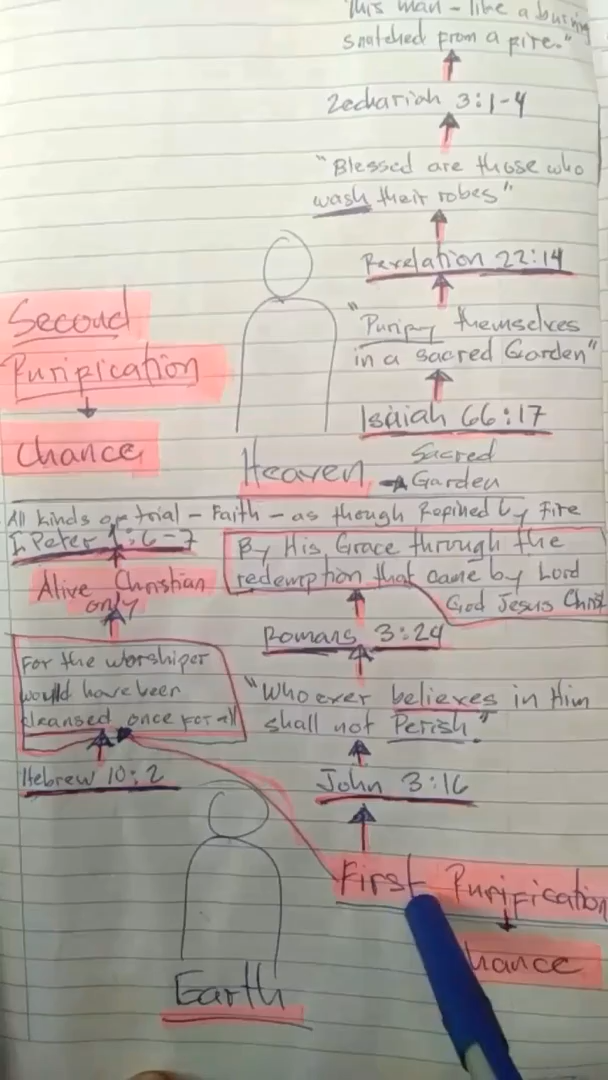 This man - like a burning
snatched from a fire."
Zechariah 3:1-4
"Blessed are those who
wash their robes"
Revelation 22:14
"Purify themselves
in a sacred Garden"
Isaiah 66:17
Sacred
Garden
Heaven
Second
Purification
Chance
All kinds of trial - Faith - as though Refined by Fire
I Peter 1:6-7
Alive Christian
only
By His Grace through the
redemption that came by Lord
God Jesus Christ
Romans 3:24
For the worshiper
would have been
cleansed once for all
Hebrew 10:2
"Who ever believes in Him
shall not Perish."
John 3:16
First Purification
Chance
Earth